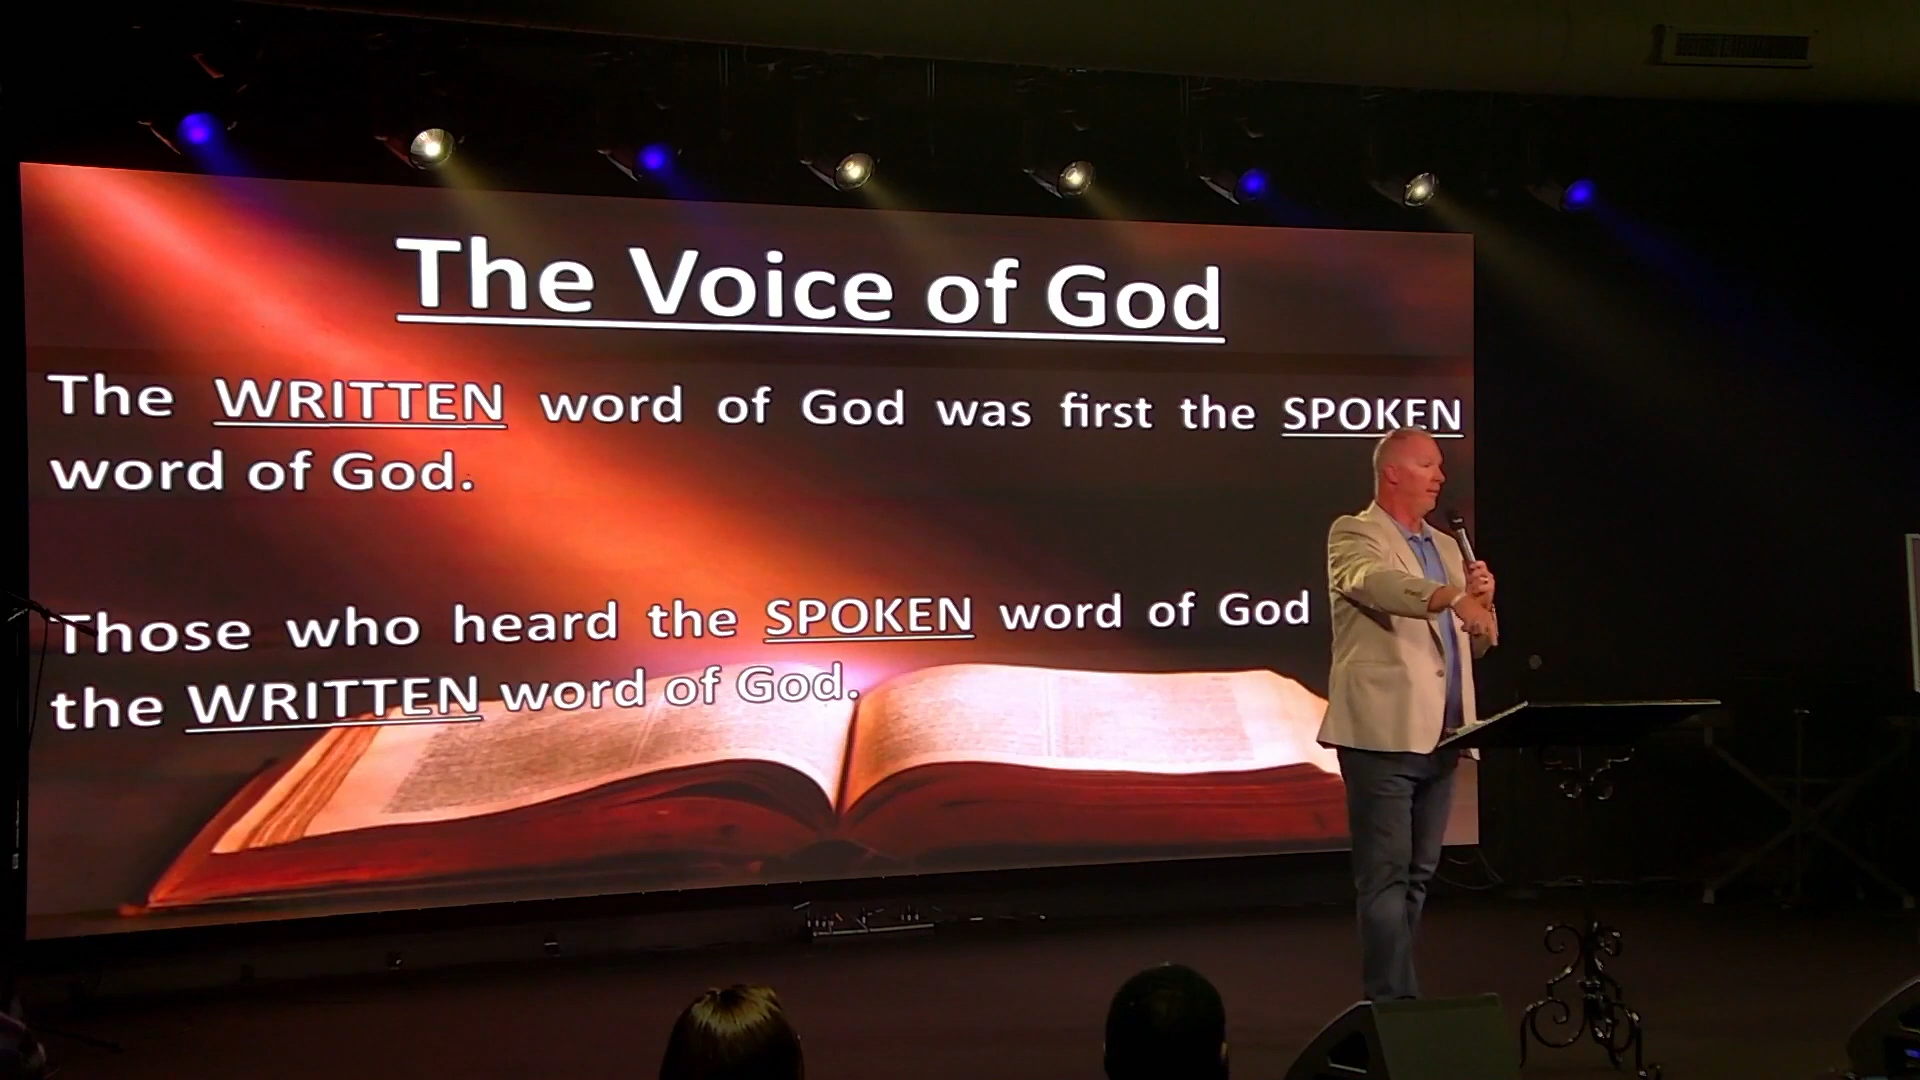 The Voice of God
The WRITTEN word of God was first the SPOKEN
word of God.
Those who heard the SPOKEN word of God
the WRITTEN word of God.